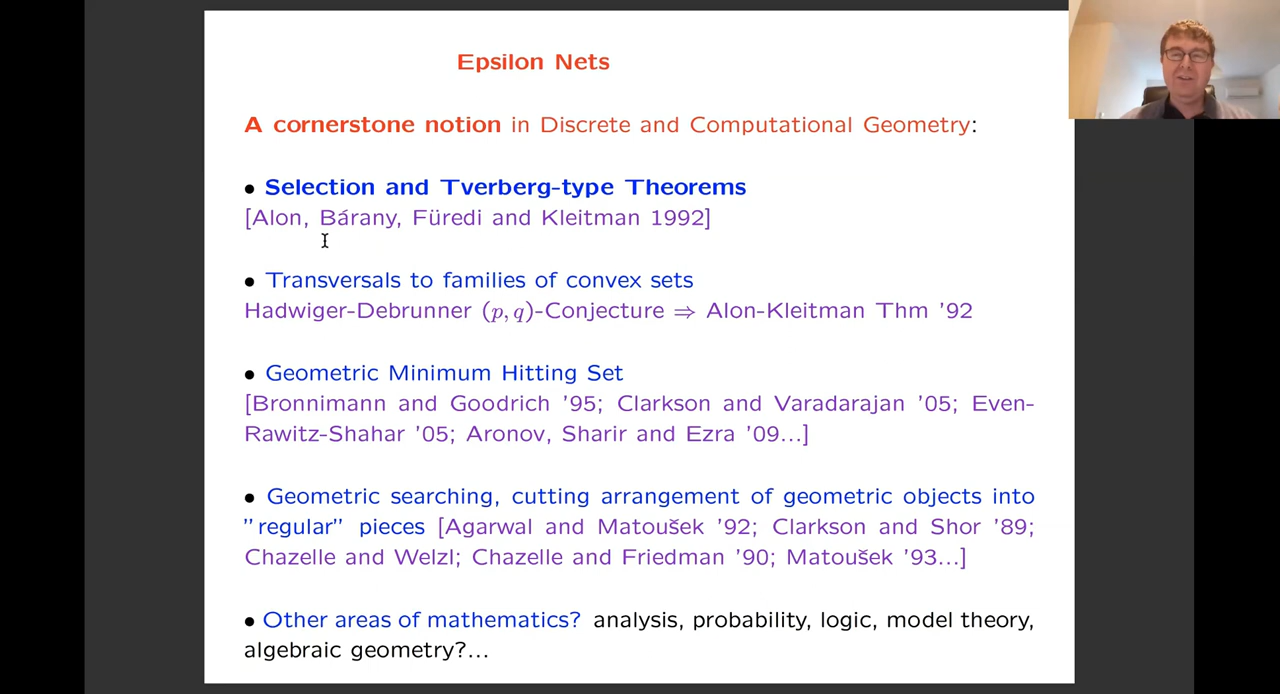 Epsilon Nets
A cornerstone notion in Discrete and Computational Geometry:
• Selection and Tverberg-type Theorems
[Alon, Bárany, Füredi and Kleitman 1992]
• Transversals to families of convex sets
Hadwiger-Debrunner (p, q)-Conjecture ⇒ Alon-Kleitman Thm ’92
• Geometric Minimum Hitting Set
[Bronnimann and Goodrich ’95; Clarkson and Varadarajan ’05; Even-
Rawitz-Shahar ’05; Aronov, Sharir and Ezra ’09...]
• Geometric searching, cutting arrangement of geometric objects into
”regular” pieces [Agarwal and Matoušek ’92; Clarkson and Shor ’89;
Chazelle and Welzl; Chazelle and Friedman ’90; Matoušek ’93...]
• Other areas of mathematics? analysis, probability, logic, model theory,
algebraic geometry?...